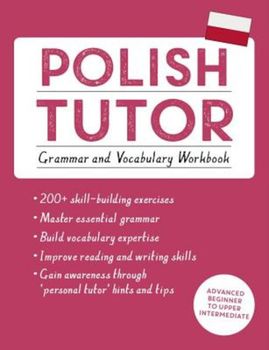 POLISH
TUTOR
Grammar and Vocabulary Workbook
• 200+ skill-building exercises
• Master essential grammar
• Build vocabulary expertise
• Improve reading and writing skills
• Gain awareness through
'personal tutor' hints and tips
ADVANCED
BEGINNER
TO UPPER
INTERMEDIATE